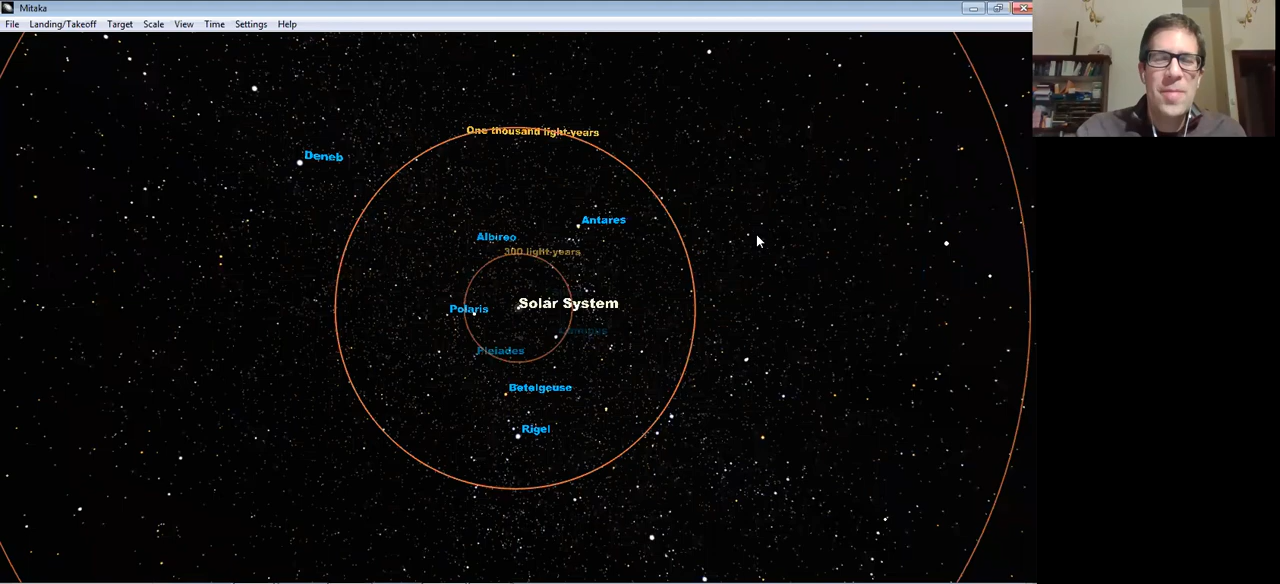 Mitaka
File Landing/Takeoff Target Scale View Time Settings Help
One thousand light-years
Deneb
Antares
Albireo
300 light-years
Solar System
Polaris
Pleiades
Betelgeuse
Rigel